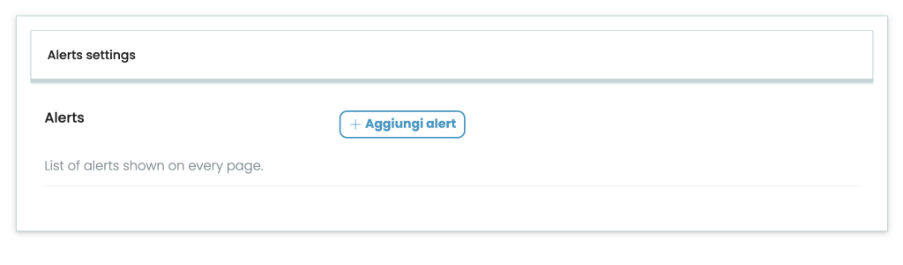 Alerts settings
Alerts
+ Aggiungi alert
List of alerts shown on every page.